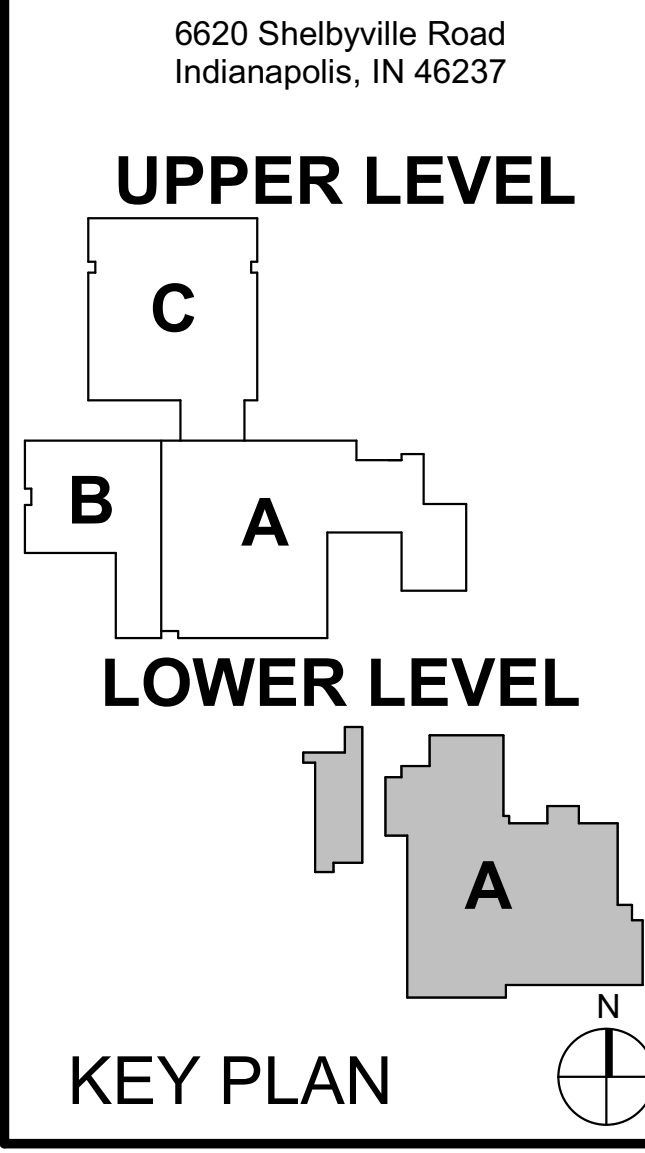 6620 Shelbyville Road
Indianapolis, IN 46237
UPPER LEVEL
C
B
A
LOWER LEVEL
A
N
KEY PLAN